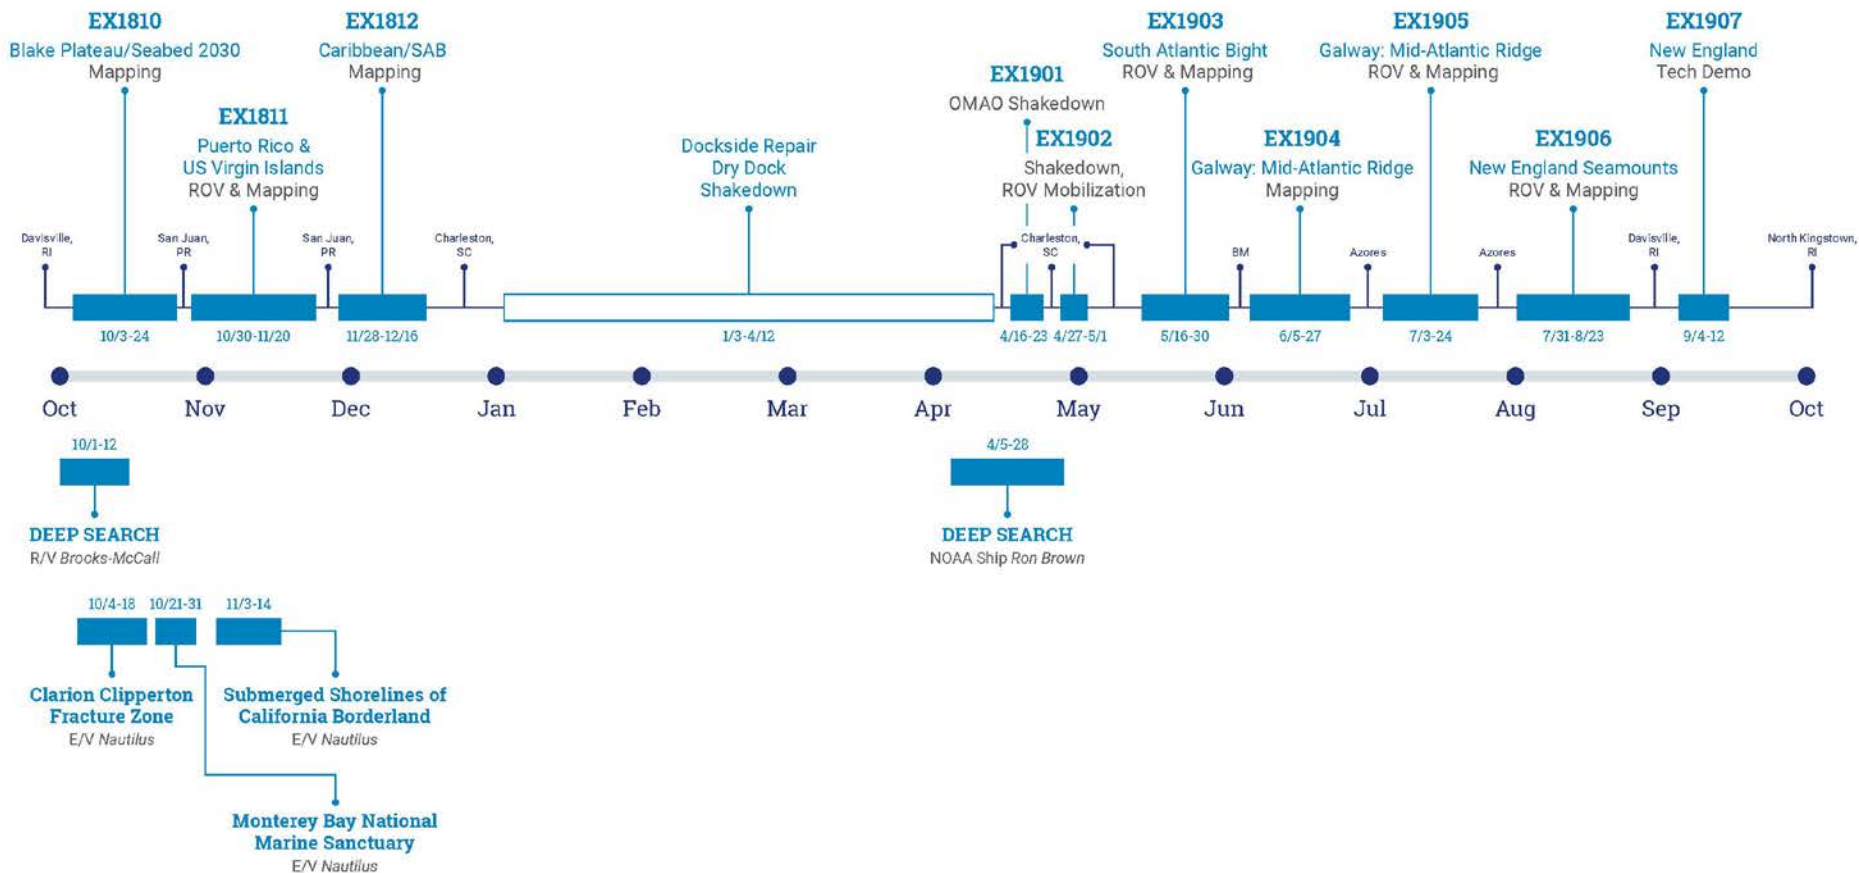 EX1810
Blake Plateau/Seabed 2030
Mapping
EX1811
Puerto Rico &
US Virgin Islands
ROV & Mapping
EX1812
Caribbean/SAB
Mapping
Dockside Repair
Dry Dock
Shakedown
EX1901
OMAO Shakedown
EX1902
Shakedown,
ROV Mobilization
EX1903
South Atlantic Bight
ROV & Mapping
EX1904
Galway: Mid-Atlantic Ridge
Mapping
EX1905
Galway: Mid-Atlantic Ridge
ROV & Mapping
EX1906
New England Seamounts
ROV & Mapping
EX1907
New England
Tech Demo
Davisville,
RI
San Juan,
PR
San Juan,
PR
Charleston,
SC
Charleston,
SC
BM
Azores
Azores
Davisville,
RI
North Kingstown,
RI
10/3-24
10/30-11/20
11/28-12/16
1/3-4/12
4/16-23
4/27-5/1
5/16-30
6/5-27
7/3-24
7/31-8/23
9/4-12
Oct
Nov
Dec
Jan
Feb
Mar
Apr
May
Jun
Jul
Aug
Sep
Oct
10/1-12
DEEP SEARCH
R/V Brooks-McCall
4/5-28
DEEP SEARCH
NOAA Ship Ron Brown
10/4-18
10/21-31
11/3-14
Clarion Clipperton
Fracture Zone
E/V Nautilus
Submerged Shorelines of
California Borderland
E/V Nautilus
Monterey Bay National
Marine Sanctuary
E/V Nautilus